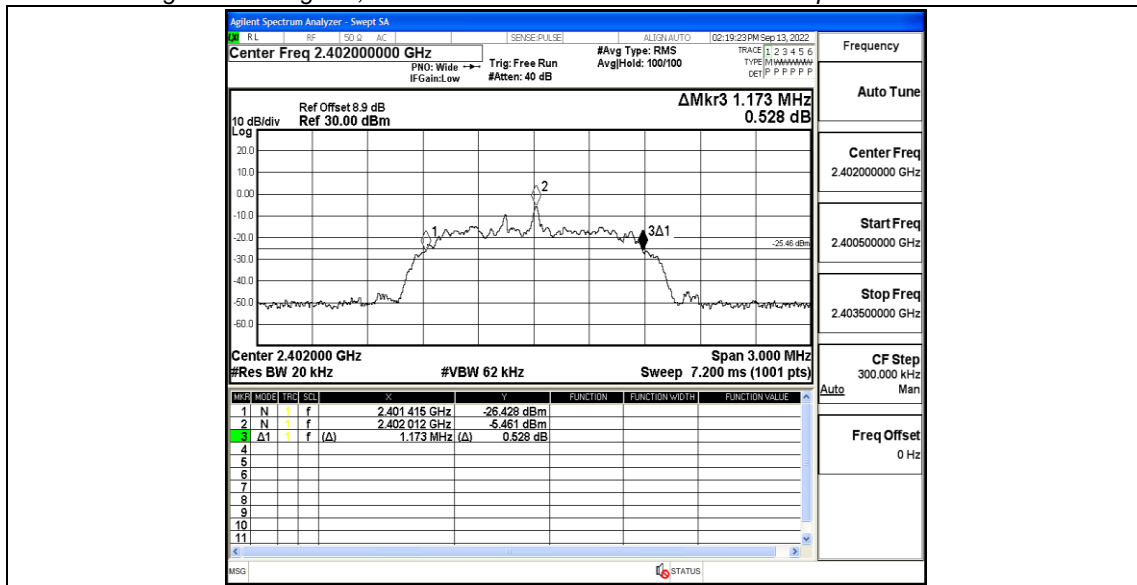 Agilent Spectrum Analyzer - Swept SA
LXI RL RF 50 Ω AC SENSE:PULSE ALIGN AUTO 02:19:23 PM Sep 13, 2022
Center Freq 2.402000000 GHz
PNO: Wide
IFGain:Low
Trig: Free Run
#Atten: 40 dB
#Avg Type: RMS
Avg|Hold: 100/100
TRACE 1 2 3 4 5 6
TYPE M
DET P P P P P P
ΔMkr3 1.173 MHz
0.528 dB
Ref Offset 8.9 dB
10 dB/div Ref 30.00 dBm
Log
20.0
10.0
0.00
-10.0
-20.0
-30.0
-40.0
-50.0
-60.0
1
2
3Δ1
-25.46 dBm
Center 2.402000 GHz Span 3.000 MHz
#Res BW 20 kHz #VBW 62 kHz Sweep 7.200 ms (1001 pts)
MKR MODE TRC SCL X Y FUNCTION FUNCTION WIDTH FUNCTION VALUE
1 N 1 f 2.401 415 GHz -26.428 dBm
2 N 1 f 2.402 012 GHz -5.461 dBm
3 Δ1 1 f (Δ) 1.173 MHz (Δ) 0.528 dB
4
5
6
7
8
9
10
11
MSG STATUS
Frequency
Auto Tune
Center Freq
2.402000000 GHz
Start Freq
2.400500000 GHz
Stop Freq
2.403500000 GHz
CF Step
300.000 kHz
Auto Man
Freq Offset
0 Hz